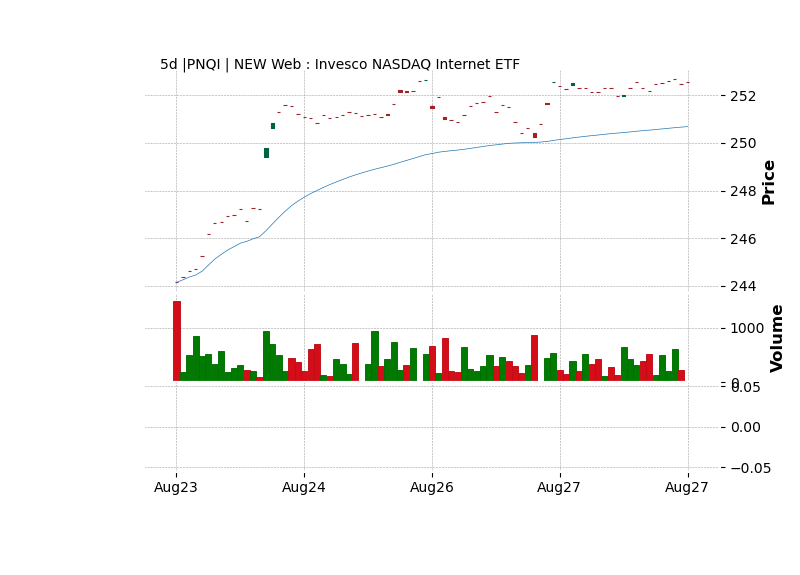 5d |PNQI | NEW Web : Invesco NASDAQ Internet ETF
252
250
248
246
244
Price
1000
0
Volume
0.05
0.00
−0.05
Aug23 Aug24 Aug26 Aug27 Aug27